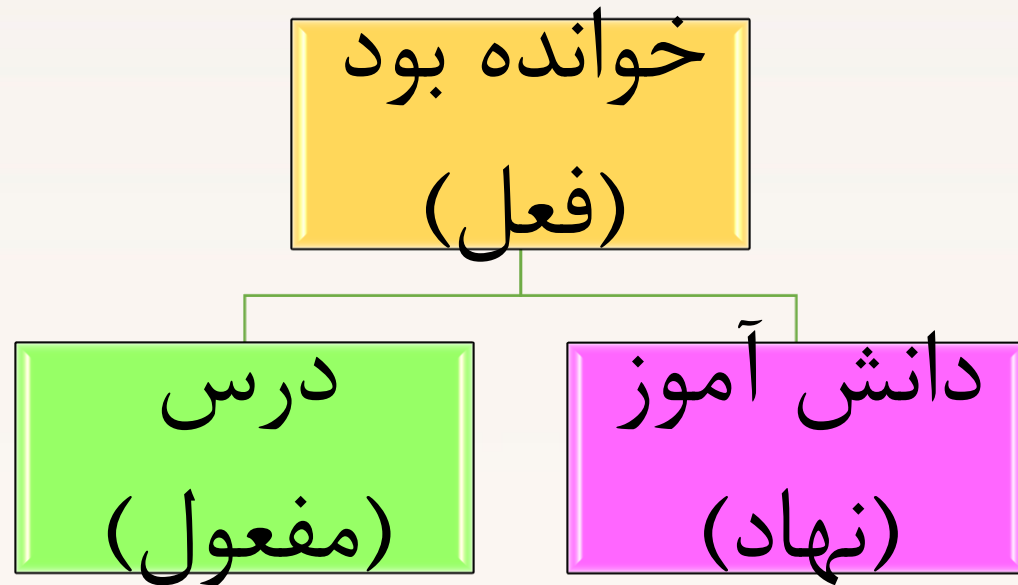 خوانده بود
(فعل)
دانش آموز
(نهاد)
درس
(مفعول)